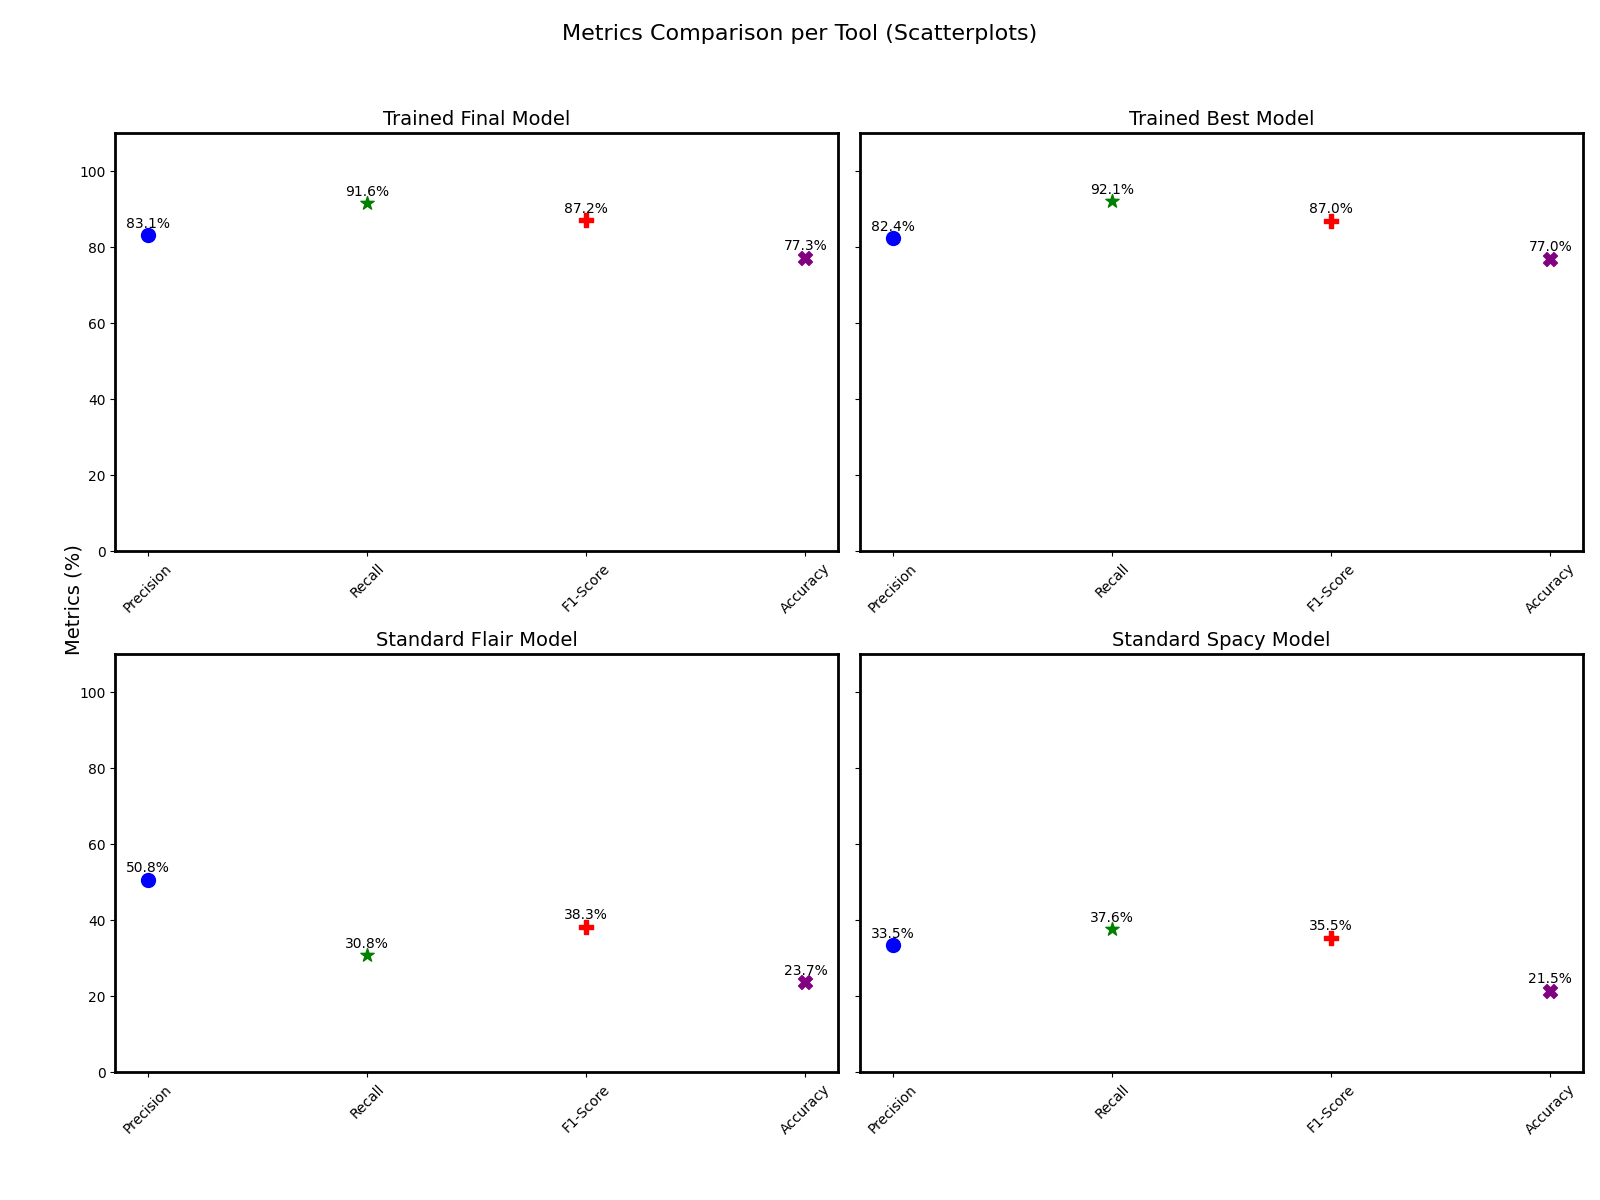 Metrics Comparison per Tool (Scatterplots)
Metrics (%)
Trained Final Model
100
80
60
40
20
0
83.1%
91.6%
87.2%
77.3%
Precision
Recall
F1-Score
Accuracy
Trained Best Model
82.4%
92.1%
87.0%
77.0%
Precision
Recall
F1-Score
Accuracy
Standard Flair Model
100
80
60
40
20
0
50.8%
30.8%
38.3%
23.7%
Precision
Recall
F1-Score
Accuracy
Standard Spacy Model
33.5%
37.6%
35.5%
21.5%
Precision
Recall
F1-Score
Accuracy